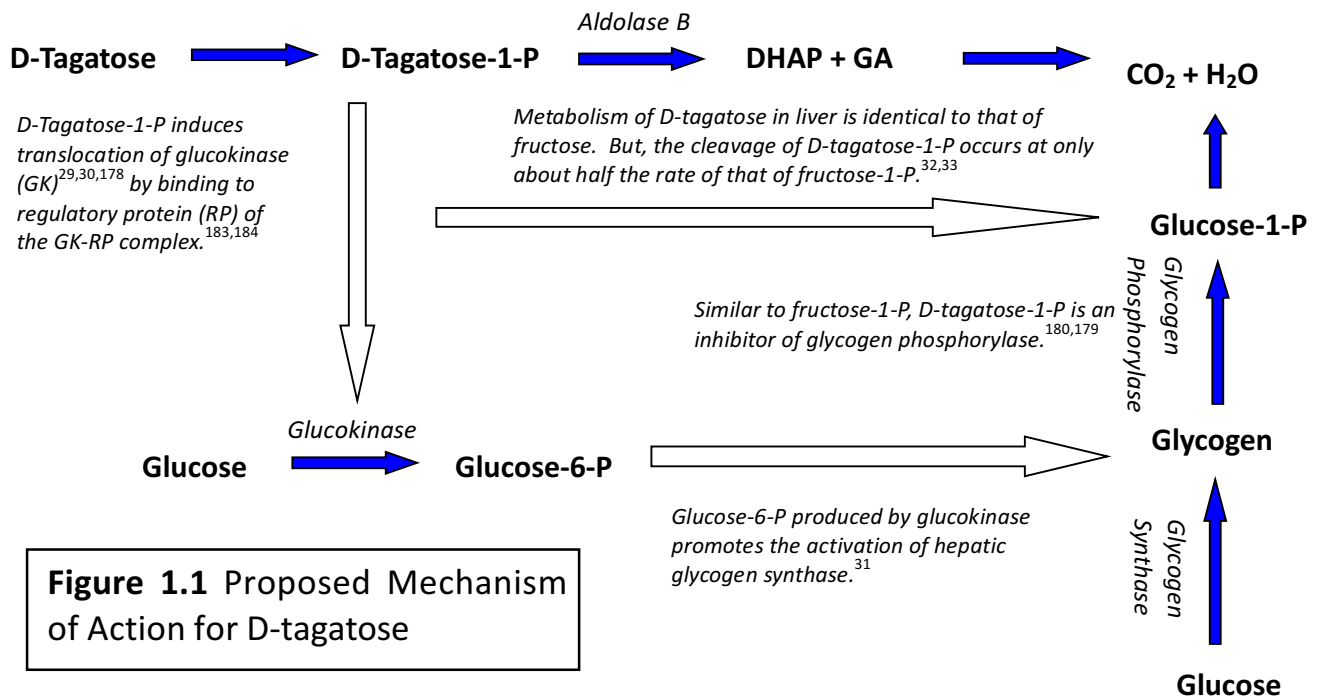 Aldolase B
D-Tagatose
D-Tagatose-1-P
DHAP + GA
CO₂ + H₂O
D-Tagatose-1-P induces
translocation of glucokinase
(GK)29,30,178 by binding to
regulatory protein (RP) of
the GK-RP complex.183,184
Metabolism of D-tagatose in liver is identical to that of
fructose. But, the cleavage of D-tagatose-1-P occurs at only
about half the rate of that of fructose-1-P.32,33
Glucose-1-P
Glycogen
Phosphorylase
Similar to fructose-1-P, D-tagatose-1-P is an
inhibitor of glycogen phosphorylase.180,179
Glucokinase
Glucose
Glucose-6-P
Glycogen
Glucose-6-P produced by glucokinase
promotes the activation of hepatic
glycogen synthase.31
Glycogen
Synthase
Figure 1.1 Proposed Mechanism
of Action for D-tagatose
Glucose